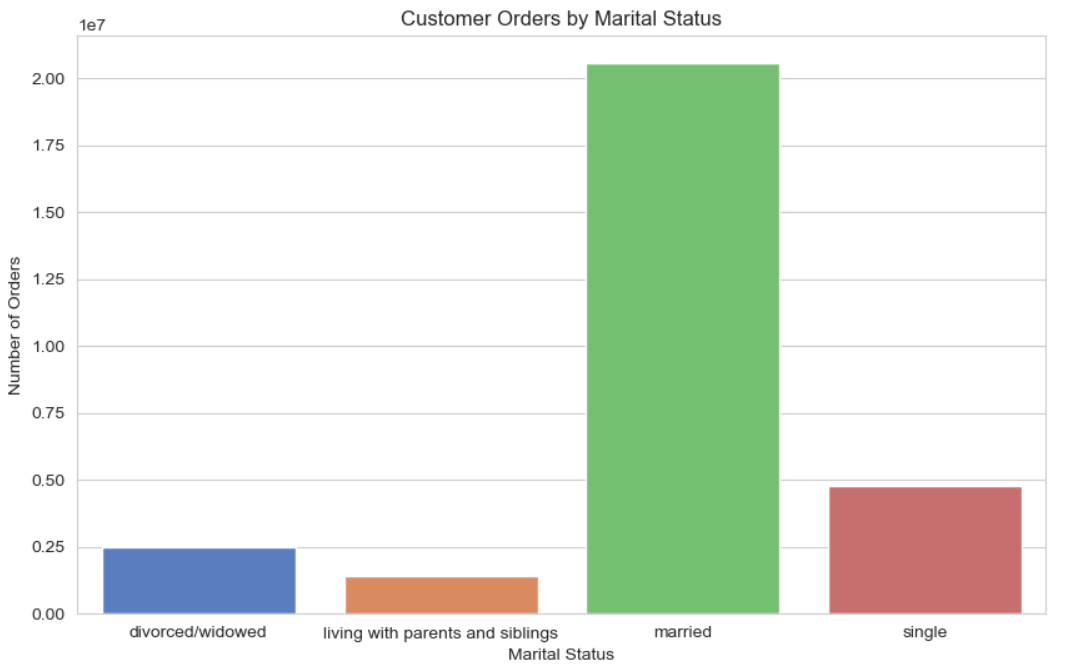 Customer Orders by Marital Status
1e7
2.00
1.75
1.50
1.25
1.00
0.75
0.50
0.25
0.00
Number of Orders
divorced/widowed
living with parents and siblings
married
single
Marital Status